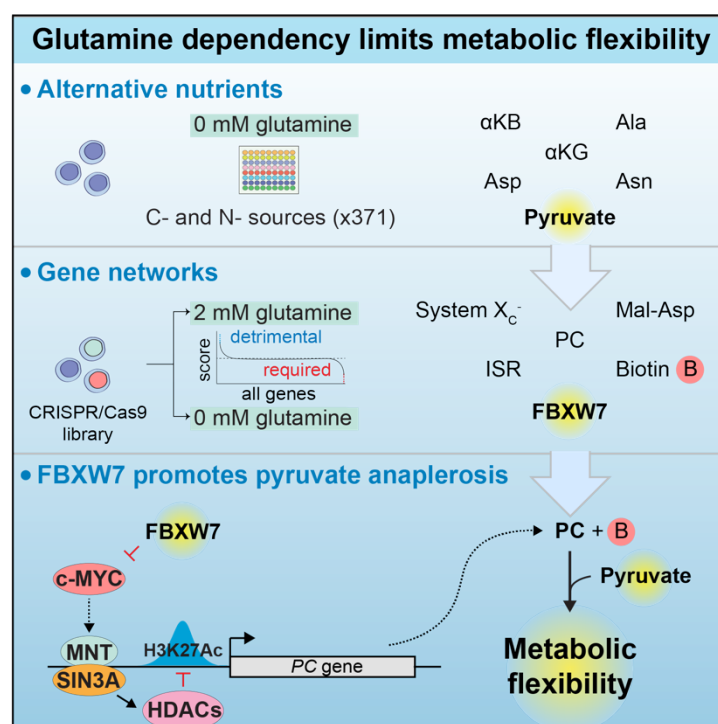 Glutamine dependency limits metabolic flexibility
• Alternative nutrients
0 mM glutamine
C- and N- sources (x371)
αKB
Ala
αKG
Asp
Asn
Pyruvate
• Gene networks
CRISPR/Cas9
library
2 mM glutamine
detrimental
score
required
all genes
0 mM glutamine
System Xc-
Mal-Asp
PC
ISR
Biotin B
FBXW7
• FBXW7 promotes pyruvate anaplerosis
FBXW7
c-MYC
MNT
SIN3A
H3K27Ac
HDACs
PC gene
PC + B
Pyruvate
Metabolic
flexibility